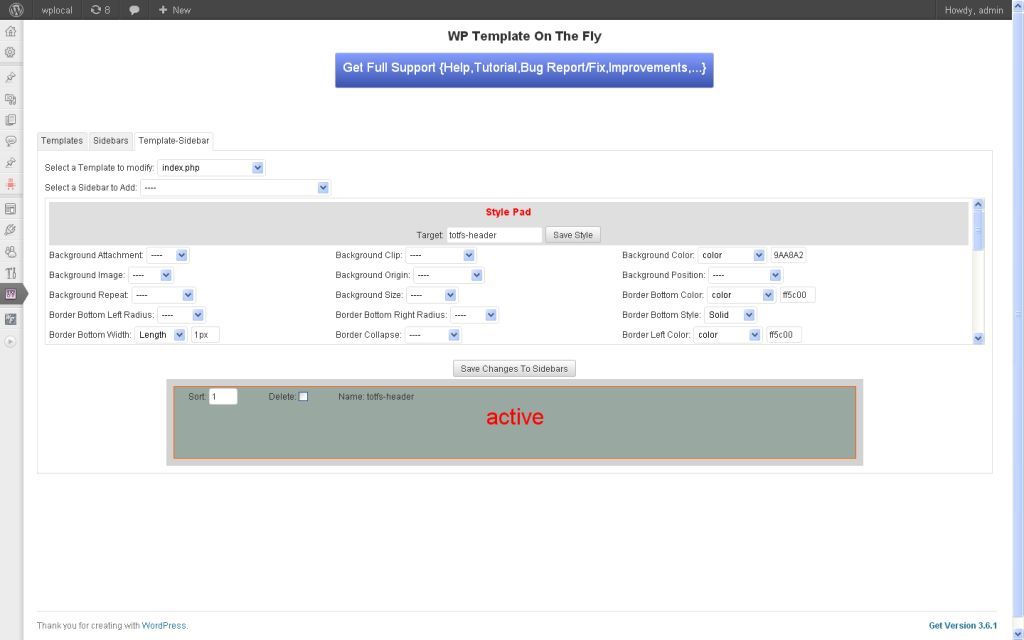 wplocal 8 + New Howdy, admin
WP Template On The Fly
Get Full Support {Help,Tutorial,Bug Report/Fix,Improvements,...}
Templates Sidebars Template-Sidebar
Select a Template to modify: index.php
Select a Sidebar to Add: ----
Style Pad
Target: totfs-header Save Style
Background Attachment: ---- Background Clip: ---- Background Color: color 9AA8A2
Background Image: ---- Background Origin: ---- Background Position: ----
Background Repeat: ---- Background Size: ---- Border Bottom Color: color ff5c00
Border Bottom Left Radius: ---- Border Bottom Right Radius: ---- Border Bottom Style: Solid
Border Bottom Width: Length 1px Border Collapse: ---- Border Left Color: color ff5c00
Save Changes To Sidebars
Sort: 1 Delete: Name: totfs-header
active
Thank you for creating with WordPress. Get Version 3.6.1